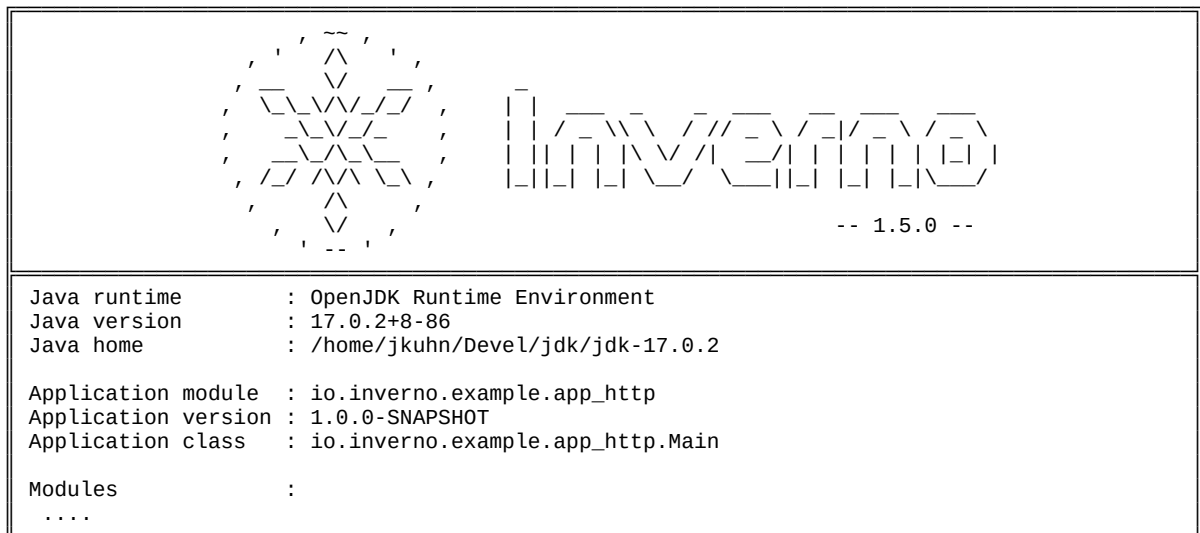 Inverno
-- 1.5.0 --
Java runtime : OpenJDK Runtime Environment
Java version : 17.0.2+8-86
Java home : /home/jkuhn/Devel/jdk/jdk-17.0.2
Application module : io.inverno.example.app_http
Application version : 1.0.0-SNAPSHOT
Application class : io.inverno.example.app_http.Main
Modules :
....